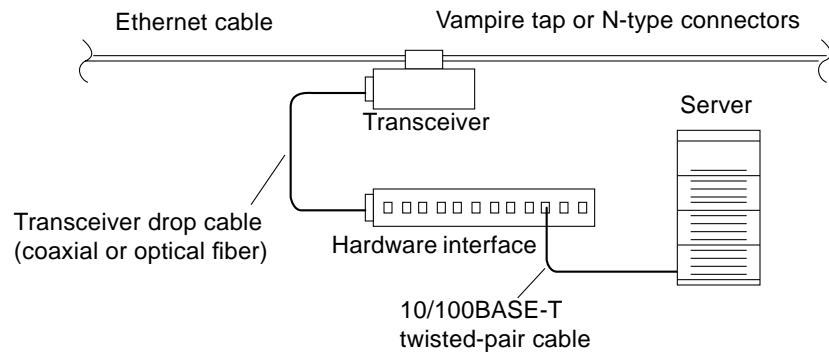 Ethernet cable
Vampire tap or N-type connectors
Server
Transceiver
Transceiver drop cable
(coaxial or optical fiber)
Hardware interface
10/100BASE-T
twisted-pair cable